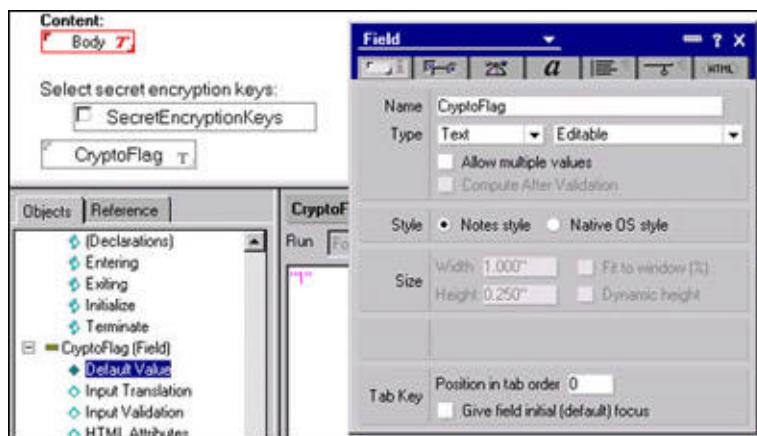 Content:
Body T
Select secret encryption keys:
SecretEncryptionKeys
CryptoFlag T
Objects Reference
(Declarations)
Entering
Exiting
Initialize
Terminate
CryptoFlag (Field)
Default Value
Input Translation
Input Validation
HTML Attributes
CryptoF
Run Fo
"1"
Field ? X
a HTML
Name CryptoFlag
Type Text Editable
Allow multiple values
Compute After Validation
Style Notes style Native OS style
Size
Width 1.000" Fit to window (%)
Height 0.250" Dynamic height
Tab Key
Position in tab order 0
Give field initial (default) focus